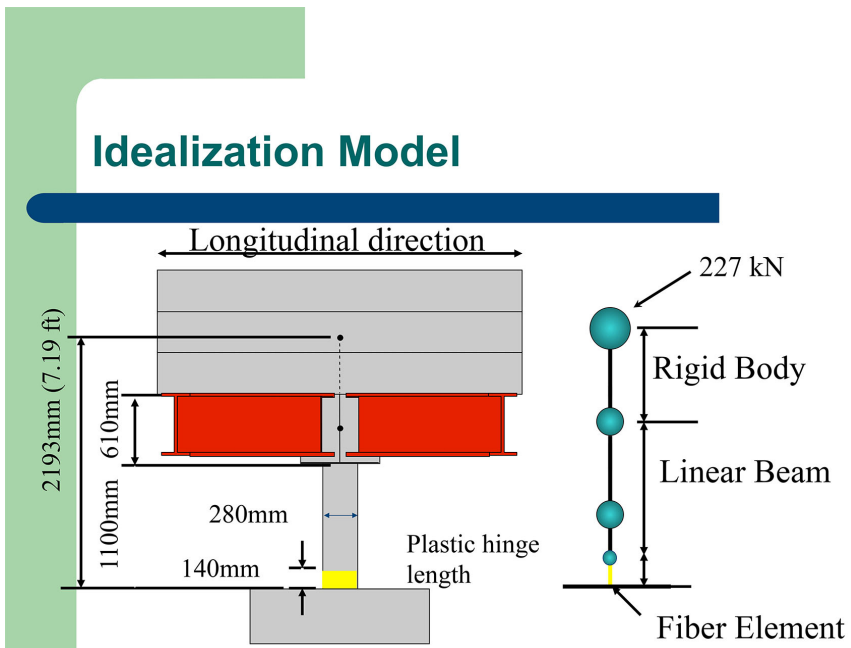 Idealization Model
Longitudinal direction
227 kN
2193mm (7.19 ft)
Rigid Body
610mm
Linear Beam
1100mm
280mm
Plastic hinge
length
140mm
Fiber Element